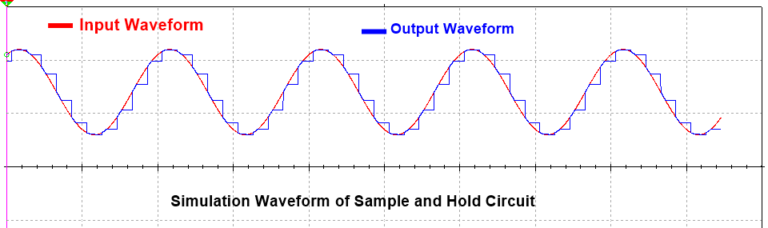 Input Waveform
Output Waveform
Simulation Waveform of Sample and Hold Circuit